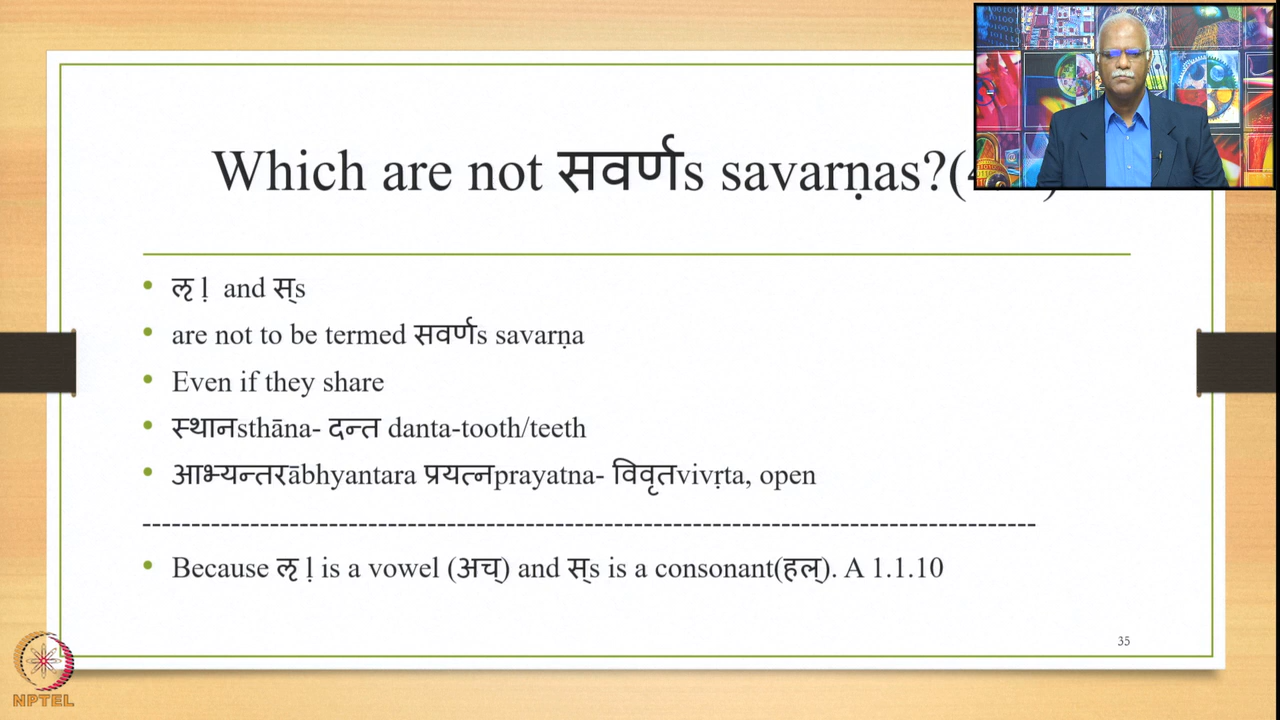 Which are not सवर्णs savarṇas?(
• ऌ ḷ and स्s
• are not to be termed सवर्णs savarṇa
• Even if they share
• स्थानsthāna- दन्त danta-tooth/teeth
• आभ्यन्तरābhyantara प्रयत्नprayatna- विवृतvivṛta, open
-----------------------------------------------------------------------------------------
• Because ऌ ḷ is a vowel (अच्) and स्s is a consonant(हल्). A 1.1.10
35
NPTEL